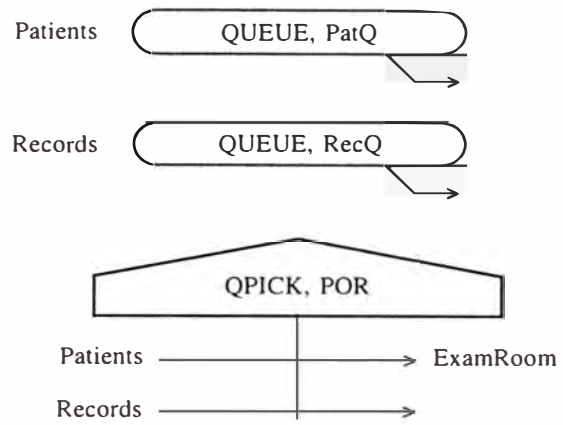 Patients QUEUE, PatQ
Records QUEUE, RecQ
QPICK, POR
Patients ExamRoom
Records